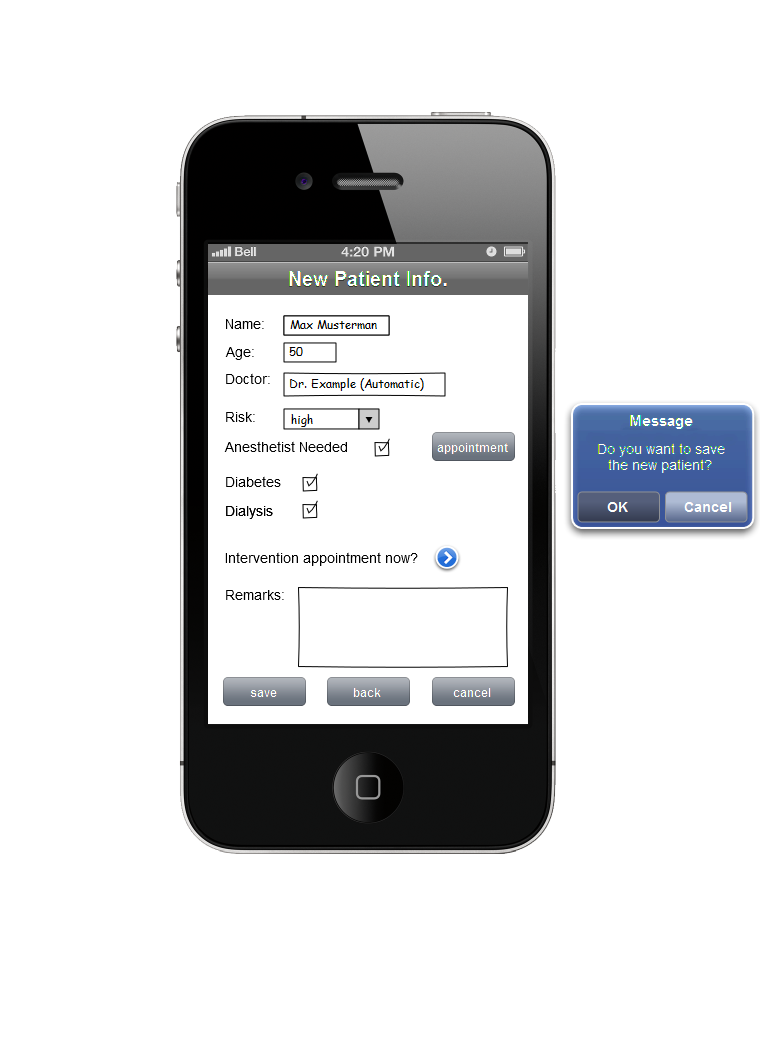 Bell 4:20 PM
New Patient Info.
Name: Max Musterman
Age: 50
Doctor: Dr. Example (Automatic)
Risk: high
Anesthetist Needed appointment
Diabetes
Dialysis
Intervention appointment now?
Remarks:
save back cancel
Message
Do you want to save
the new patient?
OK Cancel